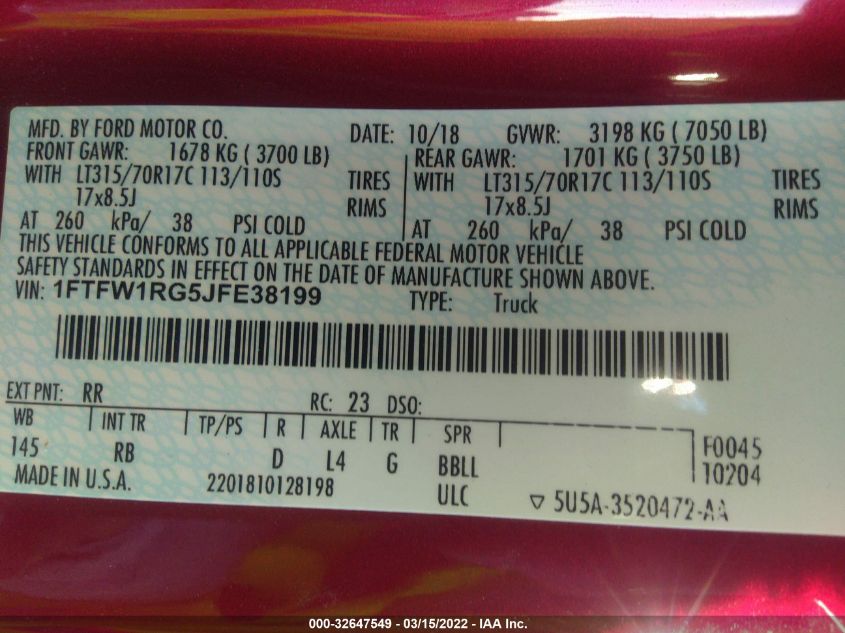 MFD. BY FORD MOTOR CO. DATE: 10/18 GVWR: 3198 KG ( 7050 LB)
FRONT GAWR: 1678 KG ( 3700 LB) REAR GAWR: 1701 KG ( 3750 LB)
WITH LT315/70R17C 113/110S TIRES WITH LT315/70R17C 113/110S TIRES
17x8.5J RIMS 17x8.5J RIMS
AT 260 kPa/ 38 PSI COLD AT 260 kPa/ 38 PSI COLD
THIS VEHICLE CONFORMS TO ALL APPLICABLE FEDERAL MOTOR VEHICLE
SAFETY STANDARDS IN EFFECT ON THE DATE OF MANUFACTURE SHOWN ABOVE.
VIN: 1FTFW1RG5JFE38199 TYPE: Truck
EXT PNT: RR RC: 23 DSO:
WB INT TR TP/PS R AXLE TR SPR F0045
145 RB D L4 G BBLL 10204
MADE IN U.S.A. 2201810128198 ULC ▽ 5U5A-3520472-AA
000-32647549 - 03/15/2022 - IAA Inc.